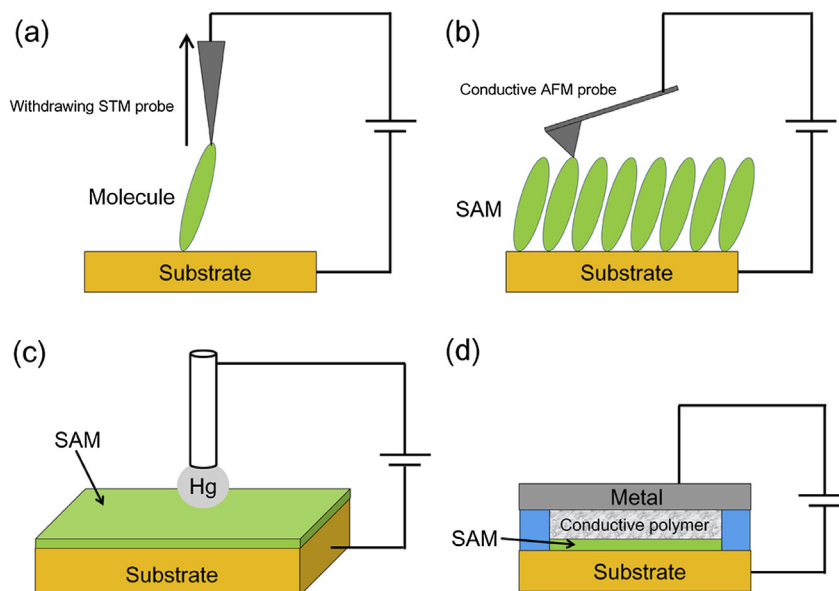 (a)
Withdrawing STM probe
Molecule
Substrate
(b)
Conductive AFM probe
SAM
Substrate
(c)
SAM
Hg
Substrate
(d)
Metal
Conductive polymer
SAM
Substrate